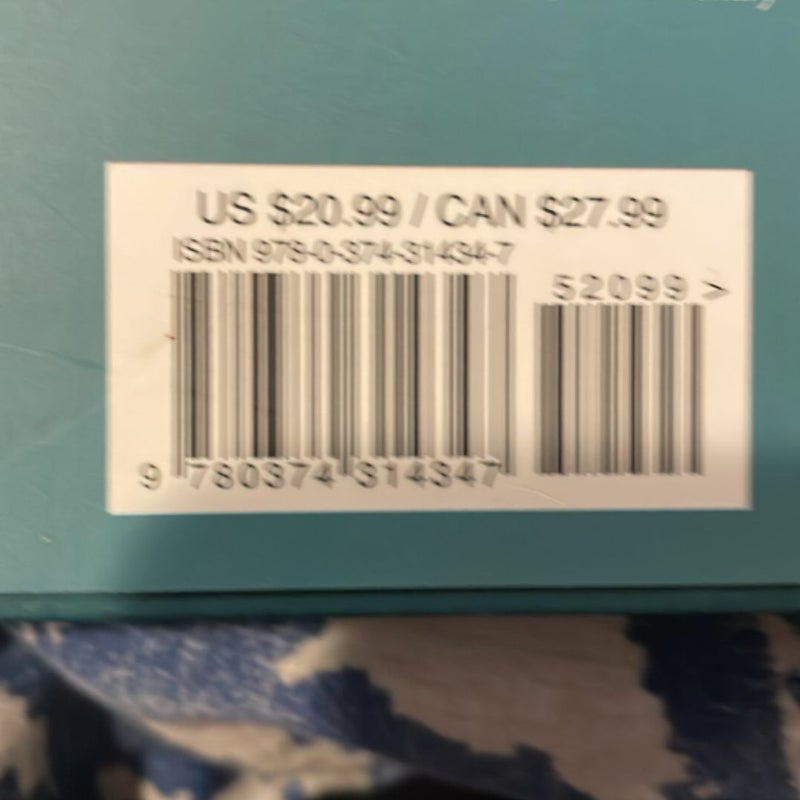 US $20.99 / CAN $27.99
ISBN 978-0-374-31434-7
52099 >
9 780374 314347